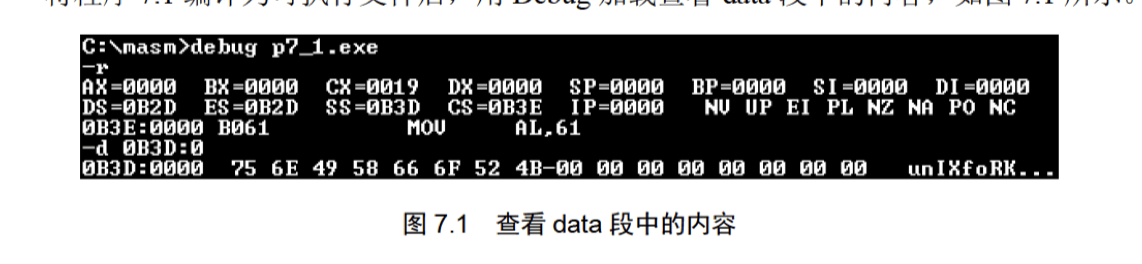 C:\masm>debug p7_1.exe
-r
AX=0000 BX=0000 CX=0019 DX=0000 SP=0000 BP=0000 SI=0000 DI=0000
DS=0B2D ES=0B2D SS=0B3D CS=0B3E IP=0000 NV UP EI PL NZ NA PO NC
0B3E:0000 B061 MOV AL,61
-d 0B3D:0
0B3D:0000 75 6E 49 58 66 6F 52 4B-00 00 00 00 00 00 00 00 unIXfoRK...
图 7.1 查看 data 段中的内容